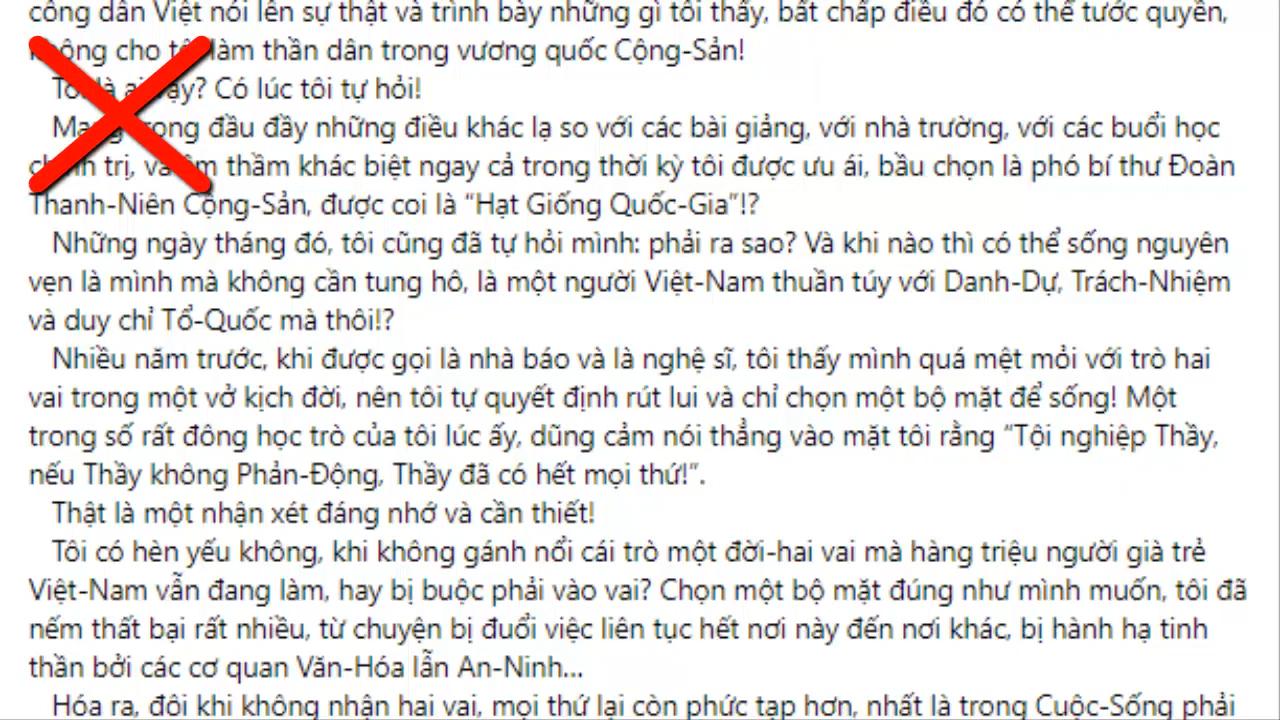 công dân Việt nói lên sự thật và trình bày những gì tôi thấy, bất chấp điều đó có thể tước quyền,
không cho tôi làm thần dân trong vương quốc Cộng-Sản!
Tôi là ai vậy? Có lúc tôi tự hỏi!
Mang trong đầu đầy những điều khác lạ so với các bài giảng, với nhà trường, với các buổi học
chính trị, và âm thầm khác biệt ngay cả trong thời kỳ tôi được ưu ái, bầu chọn là phó bí thư Đoàn
Thanh-Niên Cộng-Sản, được coi là “Hạt Giống Quốc-Gia”!?
Những ngày tháng đó, tôi cũng đã tự hỏi mình: phải ra sao? Và khi nào thì có thể sống nguyên
vẹn là mình mà không cần tung hô, là một người Việt-Nam thuần túy với Danh-Dự, Trách-Nhiệm
và duy chỉ Tổ-Quốc mà thôi!?
Nhiều năm trước, khi được gọi là nhà báo và là nghệ sĩ, tôi thấy mình quá mệt mỏi với trò hai
vai trong một vở kịch đời, nên tôi tự quyết định rút lui và chỉ chọn một bộ mặt để sống! Một
trong số rất đông học trò của tôi lúc ấy, dũng cảm nói thẳng vào mặt tôi rằng “Tội nghiệp Thầy,
nếu Thầy không Phản-Động, Thầy đã có hết mọi thứ!”.
Thật là một nhận xét đáng nhớ và cần thiết!
Tôi có hèn yếu không, khi không gánh nổi cái trò một đời-hai vai mà hàng triệu người già trẻ
Việt-Nam vẫn đang làm, hay bị buộc phải vào vai? Chọn một bộ mặt đúng như mình muốn, tôi đã
nếm thất bại rất nhiều, từ chuyện bị đuổi việc liên tục hết nơi này đến nơi khác, bị hành hạ tinh
thần bởi các cơ quan Văn-Hóa lẫn An-Ninh...
Hóa ra, đôi khi không nhận hai vai, mọi thứ lại còn phức tạp hơn, nhất là trong Cuộc-Sống phải